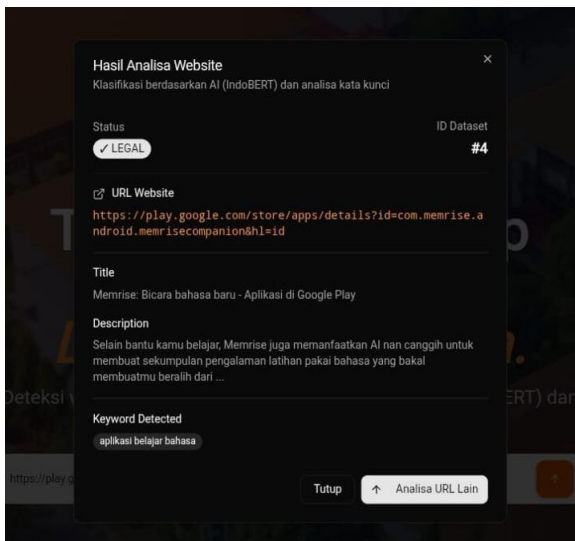 Hasil Analisa Website
Klasifikasi berdasarkan AI (IndoBERT) dan analisa kata kunci
Status
ID Dataset
✓ LEGAL
#4
URL Website
https://play.google.com/store/apps/details?id=com.memrise.a
ndroid.memrisecompanion&hl=id
Title
Memrise: Bicara bahasa baru - Aplikasi di Google Play
Description
Selain bantu kamu belajar, Memrise juga memanfaatkan AI nan canggih untuk
membuat sekumpulan pengalaman latihan pakai bahasa yang bakal
membuatmu beralih dari ...
Deteksi
ERT) dar
Keyword Detected
aplikasi belajar bahasa
https://play.g
Tutup
↑ Analisa URL Lain